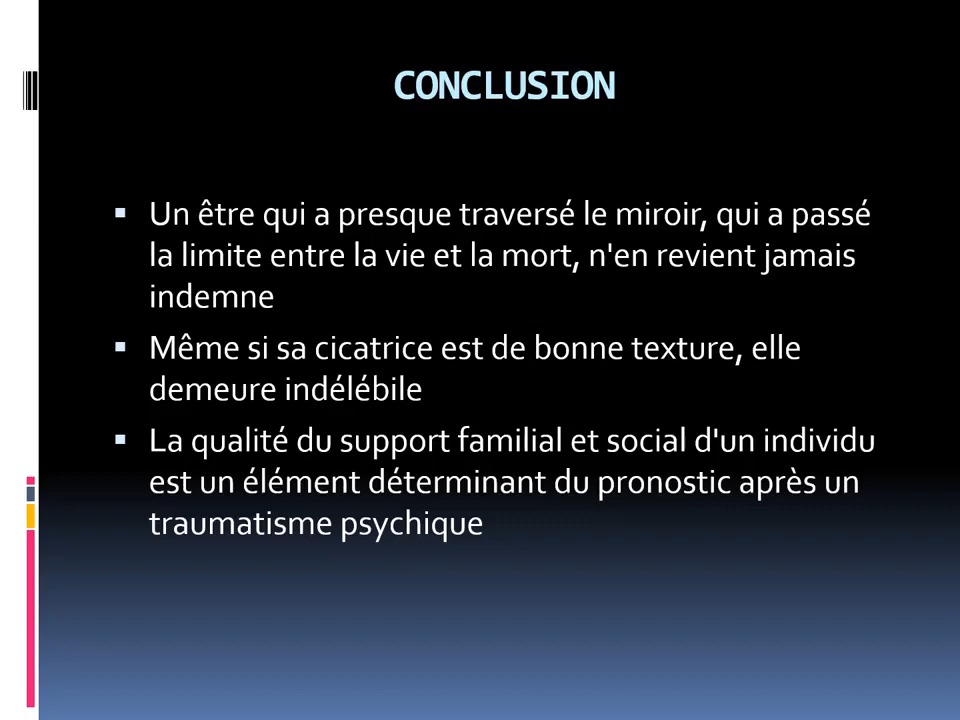 CONCLUSION
▪ Un être qui a presque traversé le miroir, qui a passé
la limite entre la vie et la mort, n'en revient jamais
indemne
▪ Même si sa cicatrice est de bonne texture, elle
demeure indélébile
▪ La qualité du support familial et social d'un individu
est un élément déterminant du pronostic après un
traumatisme psychique